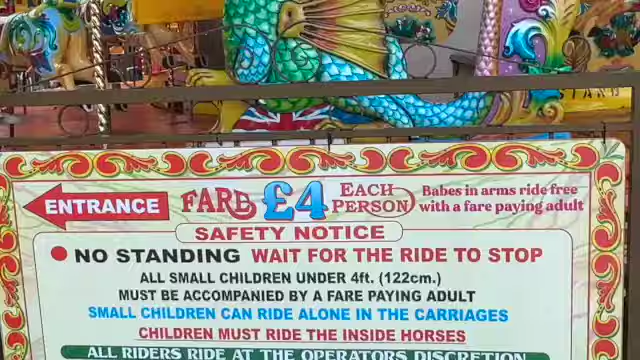 ENTRANCE FARE £4 EACH PERSON Babes in arms ride free with a fare paying adult
SAFETY NOTICE
NO STANDING WAIT FOR THE RIDE TO STOP
ALL SMALL CHILDREN UNDER 4ft. (122cm.)
MUST BE ACCOMPANIED BY A FARE PAYING ADULT
SMALL CHILDREN CAN RIDE ALONE IN THE CARRIAGES
CHILDREN MUST RIDE THE INSIDE HORSES
ALL RIDERS RIDE AT THE OPERATORS DISCRETION